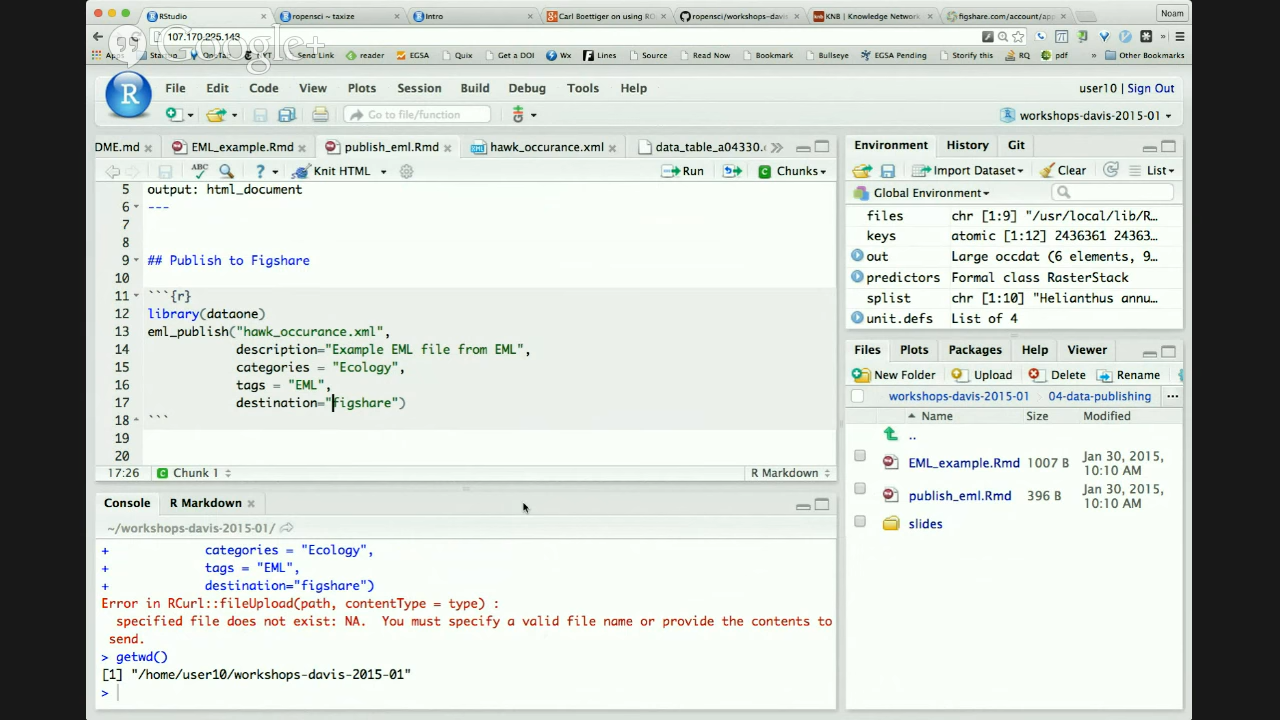 RStudio
ropensci ~ taxize
Intro
Carl Boettiger on using RO
ropensci/workshops-davis
KNB | Knowledge Network
figshare.com/account/app
Noam
107.170.225.143
Google+
Apps
Send Link
reader
EGSA
Quix
Get a DOI
Wx
Lines
Source
Read Now
Bookmark
Bullseye
EGSA Pending
Storify this
RQ
pdf
»
Other Bookmarks
R
File Edit Code View Plots Session Build Debug Tools Help
user10 | Sign Out
Go to file/function
workshops-davis-2015-01
DME.md
EML_example.Rmd
publish_eml.Rmd
hawk_occurance.xml
data_table_a04330.
ABC
?
Knit HTML
Run
Chunks
5 output: html_document
6 ---
7
8
9 ## Publish to Figshare
10
11 ```{r}
12 library(dataone)
13 eml_publish("hawk_occurance.xml",
14 description="Example EML file from EML",
15 categories = "Ecology",
16 tags = "EML",
17 destination="figshare")
18 ```
19
20
17:26 C Chunk 1 R Markdown
Console R Markdown
~/workshops-davis-2015-01/
+ categories = "Ecology",
+ tags = "EML",
+ destination="figshare")
Error in RCurl::fileUpload(path, contentType = type) :
specified file does not exist: NA. You must specify a valid file name or provide the contents to
send.
> getwd()
[1] "/home/user10/workshops-davis-2015-01"
>
Environment History Git
Import Dataset Clear List
Global Environment
files chr [1:9] "/usr/local/lib/R…
keys atomic [1:12] 2436361 24363…
out Large occdat (6 elements, 9…
predictors Formal class RasterStack
splist chr [1:10] "Helianthus annu…
unit.defs List of 4
Files Plots Packages Help Viewer
New Folder Upload Delete Rename
workshops-davis-2015-01 04-data-publishing ...
Name Size Modified
..
EML_example.Rmd 1007 B Jan 30, 2015,
10:10 AM
publish_eml.Rmd 396 B Jan 30, 2015,
10:10 AM
slides